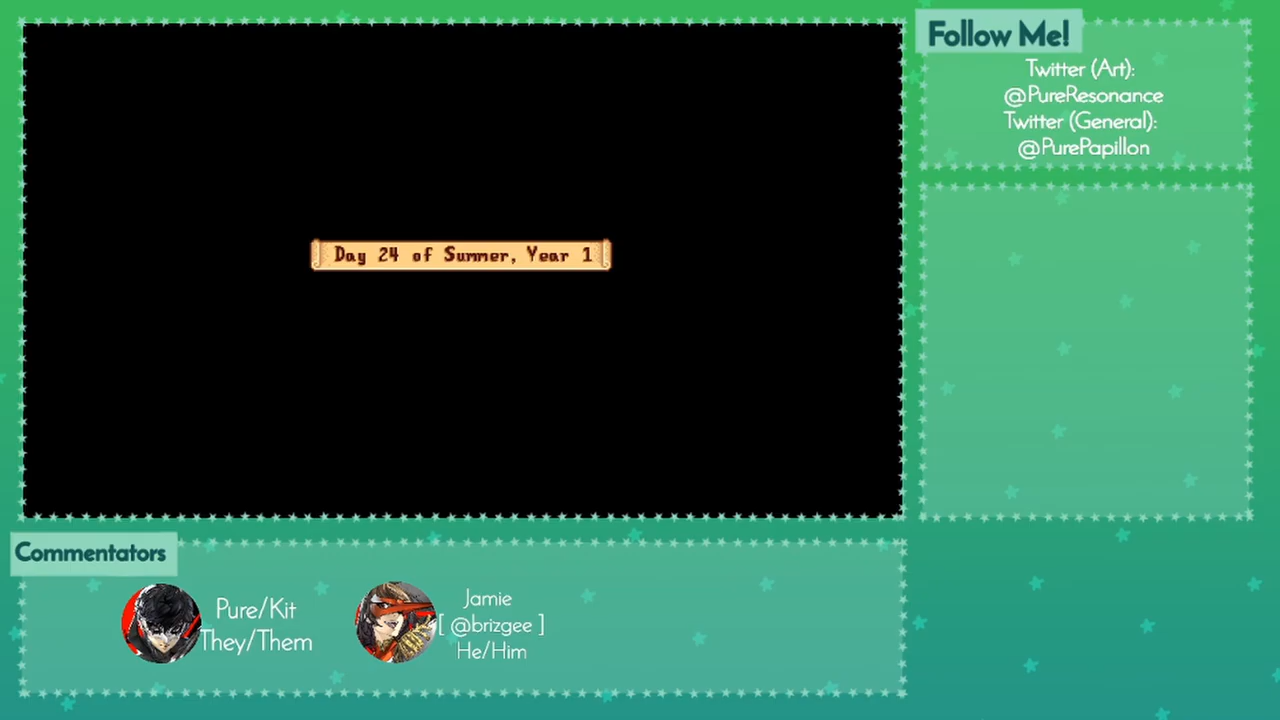 Follow Me!
Twitter (Art):
@PureResonance
Twitter (General):
@PurePapillon
Day 24 of Summer, Year 1
Commentators
Pure/Kit
They/Them
Jamie
[ @brizgee ]
He/Him